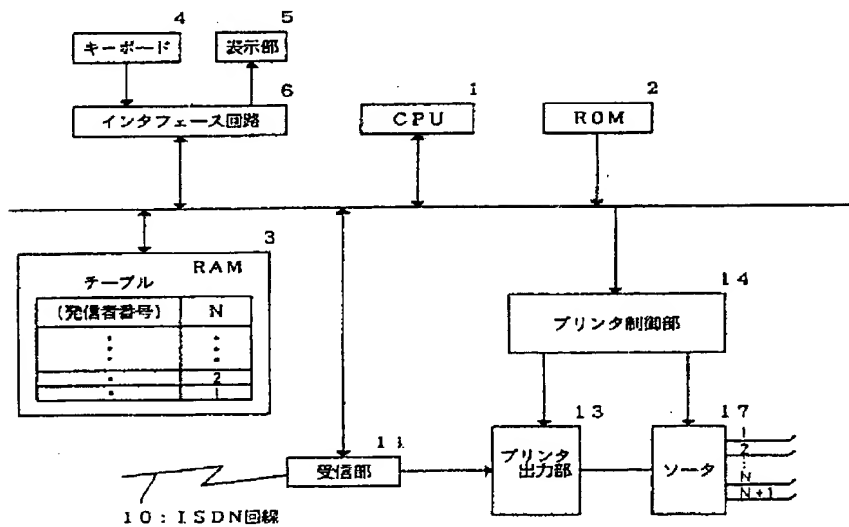 4
5
キーボード
表示部
6
1
2
インタフェース回路
CPU
ROM
3
RAM
テーブル
(発信者番号)
N
2
1
14
プリンタ制御部
13
17
11
受信部
プリンタ
出力部
ソータ
1
2
N
N+1
10:ISDN回線